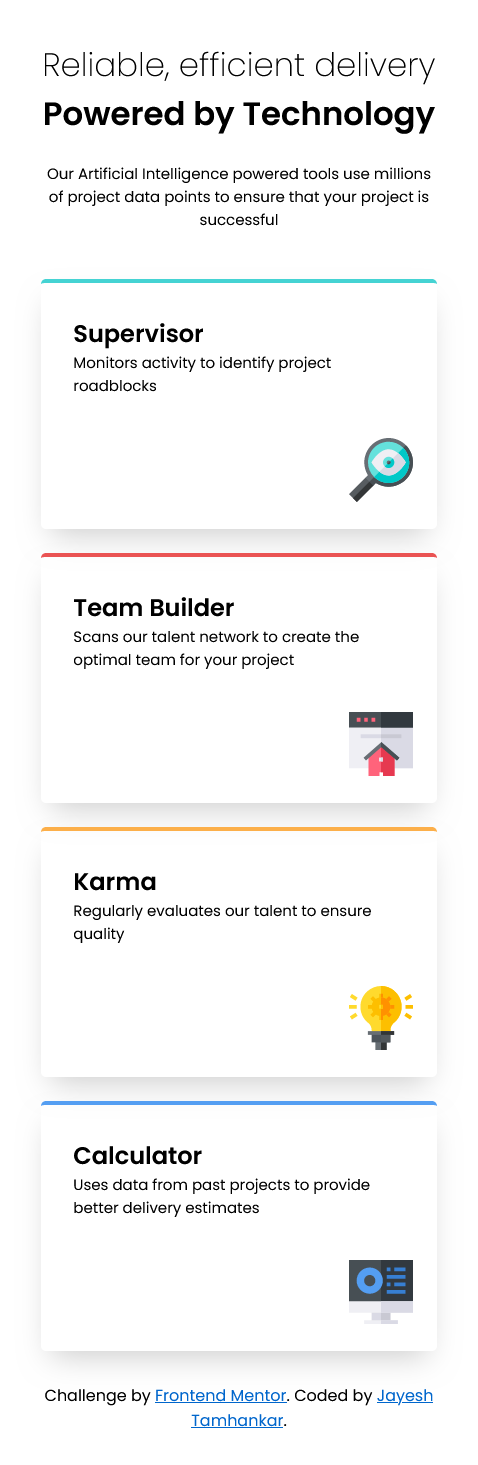 Reliable, efficient delivery
Powered by Technology
Our Artificial Intelligence powered tools use millions
of project data points to ensure that your project is
successful
Supervisor
Monitors activity to identify project
roadblocks
Team Builder
Scans our talent network to create the
optimal team for your project
Karma
Regularly evaluates our talent to ensure
quality
Calculator
Uses data from past projects to provide
better delivery estimates
Challenge by Frontend Mentor. Coded by Jayesh
Tamhankar.